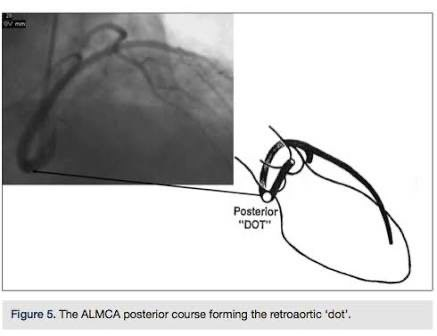 Posterior
"DOT"
Figure 5. The ALMCA posterior course forming the retroaortic 'dot'.